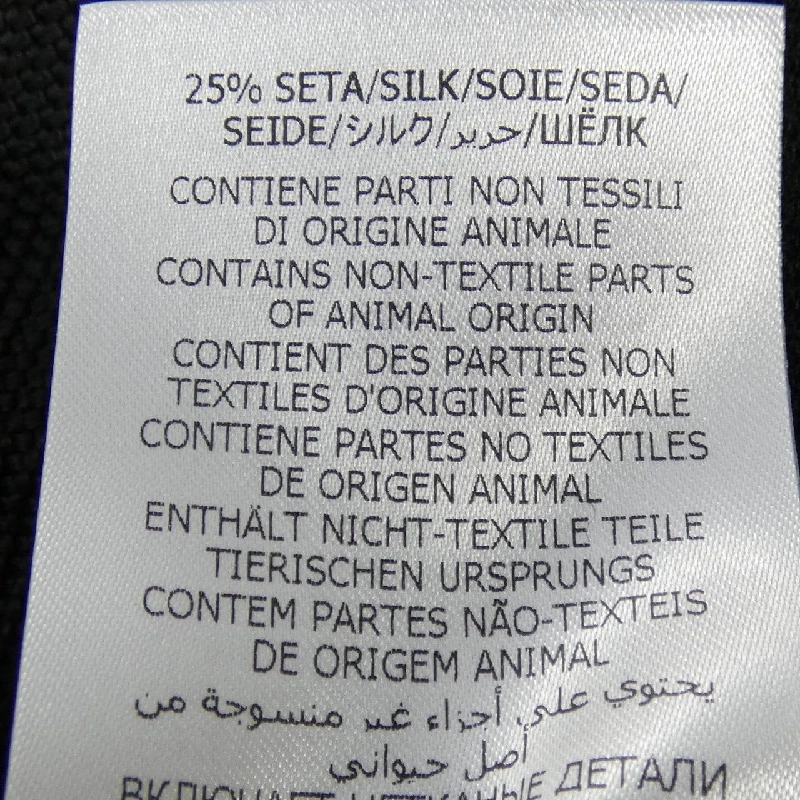 25% SETA/SILK/SOIE/SEDA/
SEIDE/シルク/حرير/ШЁЛК
CONTIENE PARTI NON TESSILI
DI ORIGINE ANIMALE
CONTAINS NON-TEXTILE PARTS
OF ANIMAL ORIGIN
CONTIENT DES PARTIES NON
TEXTILES D'ORIGINE ANIMALE
CONTIENE PARTES NO TEXTILES
DE ORIGEN ANIMAL
ENTHÄLT NICHT-TEXTILE TEILE
TIERISCHEN URSPRUNGS
CONTEM PARTES NÃO-TEXTEIS
DE ORIGEM ANIMAL
يحتوي على أجزاء غير منسوجة من
أصل حيواني
ВКЛЮЧАЕТ НЕТКАНЫЕ ДЕТАЛИ